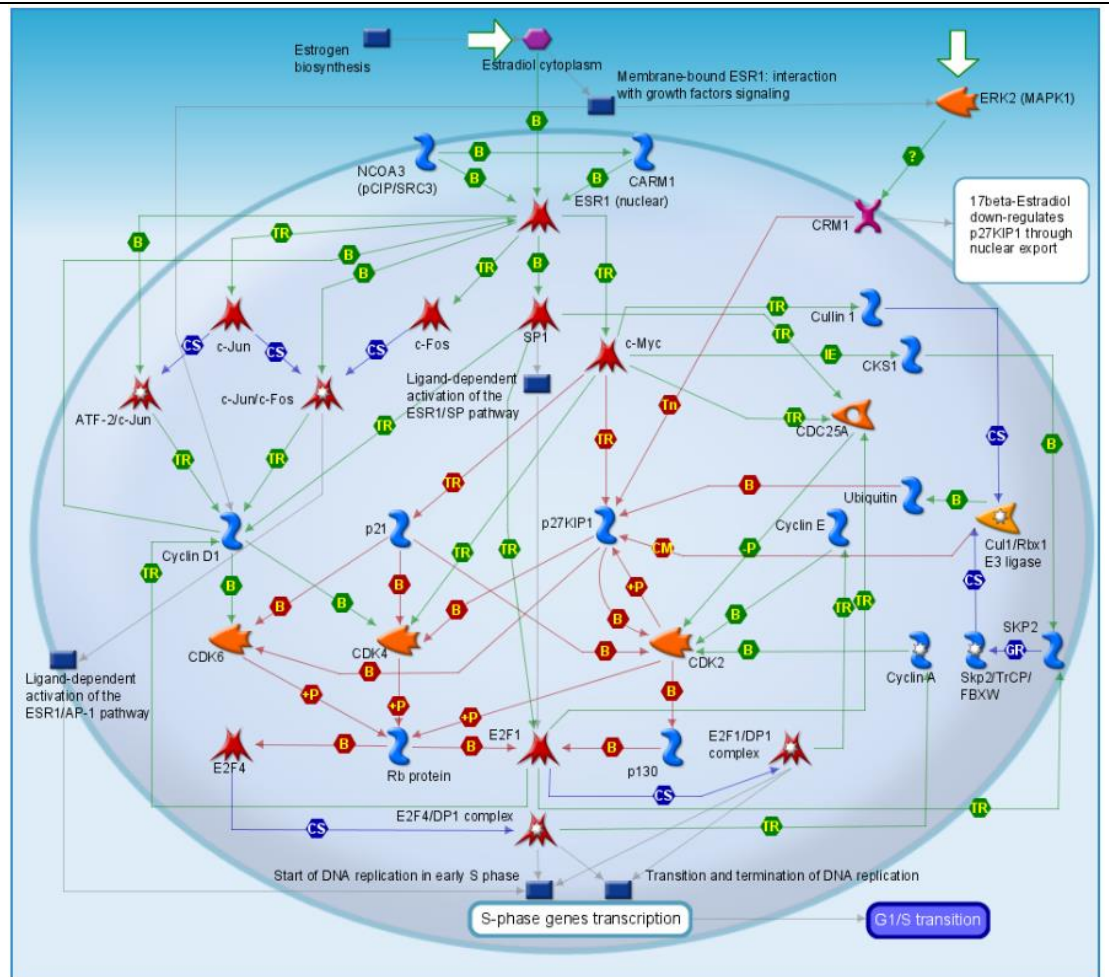 Estrogen
biosynthesis
Estradiol cytoplasm
Membrane-bound ESR1: interaction
with growth factors signaling
ERK2 (MAPK1)
B
?
NCOA3
(pCIP/SRC3)
B
B
B
CARM1
ESR1 (nuclear)
CRM1
17beta-Estradiol
down-regulates
p27KIP1 through
nuclear export
B
TR
B
B
TR
B
TR
c-Jun
c-Fos
SP1
c-Myc
TR
Cullin 1
TR
IE
CKS1
CS
CS
CS
ATF-2/c-Jun
c-Jun/c-Fos
Ligand-dependent
activation of the
ESR1/SP pathway
Tn
TR
CDC25A
CS
B
TR
TR
TR
TR
TR
B
Ubiquitin
B
Cyclin D1
p21
p27KIP1
Cyclin E
Cul1/Rbx1
E3 ligase
CM
TR
TR
TR
-P
CS
B
B
B
B
B
B
+P
B
TR
TR
CDK6
CDK4
B
B
CDK2
B
Cyclin A
SKP2
GR
Skp2/TrCP/
FBXW
Ligand-dependent
activation of the
ESR1/AP-1 pathway
+P
+P
+P
B
E2F4
B
Rb protein
B
E2F1
B
p130
E2F1/DP1
complex
CS
CS
E2F4/DP1 complex
TR
TR
Start of DNA replication in early S phase
Transition and termination of DNA replication
S-phase genes transcription
G1/S transition